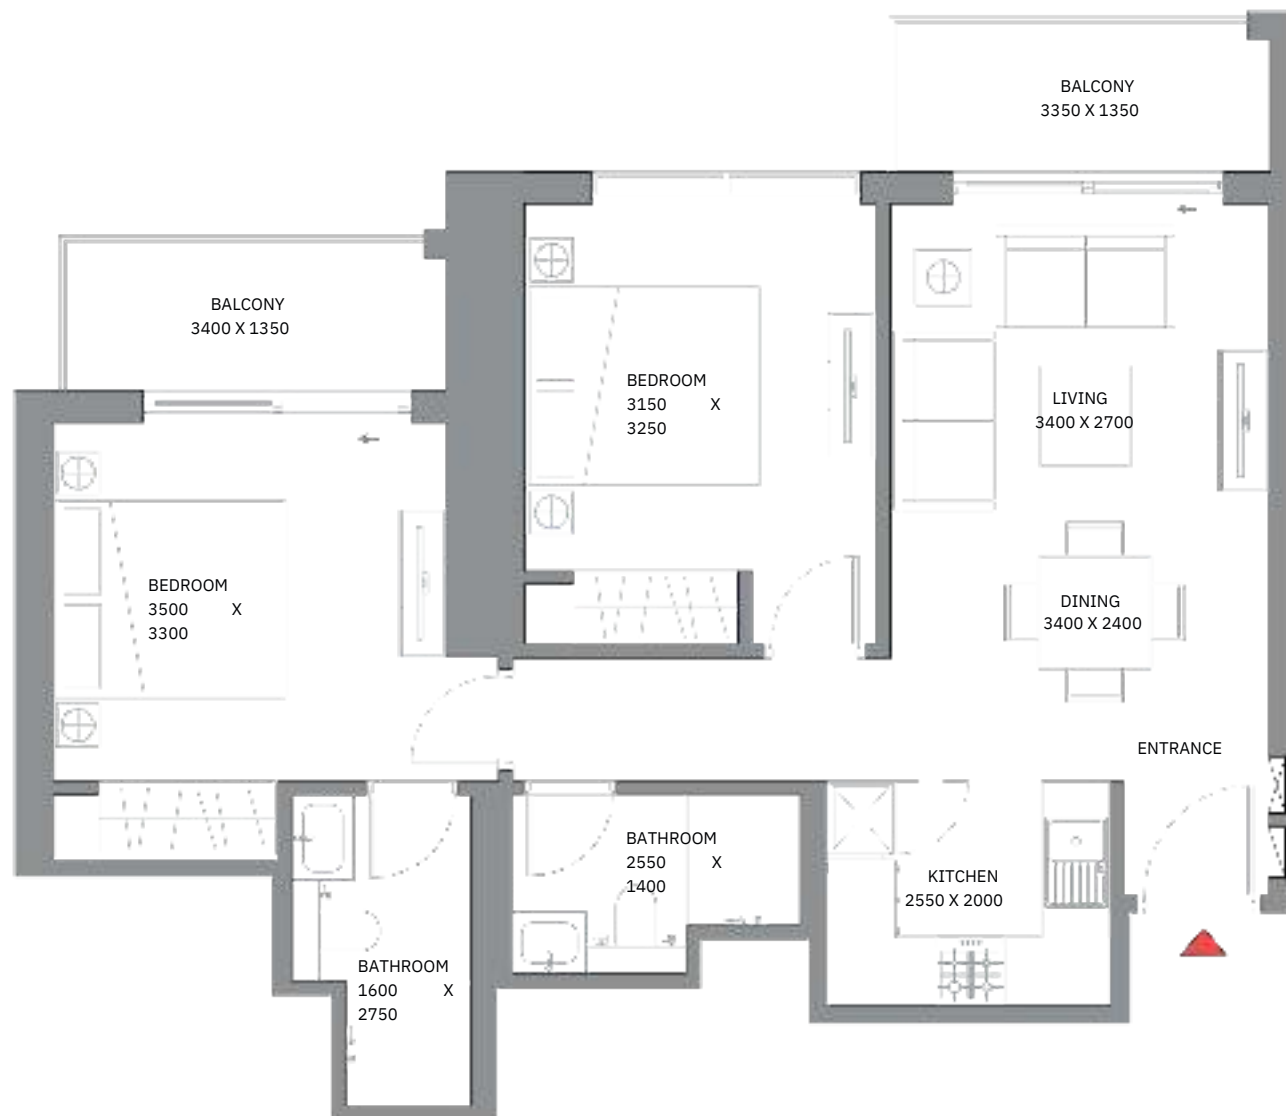 BALCONY
3350 X 1350
BALCONY
3400 X 1350
BEDROOM
3150 X
3250
LIVING
3400 X 2700
BEDROOM
3500 X
3300
DINING
3400 X 2400
ENTRANCE
BATHROOM
2550 X
1400
KITCHEN
2550 X 2000
BATHROOM
1600 X
2750